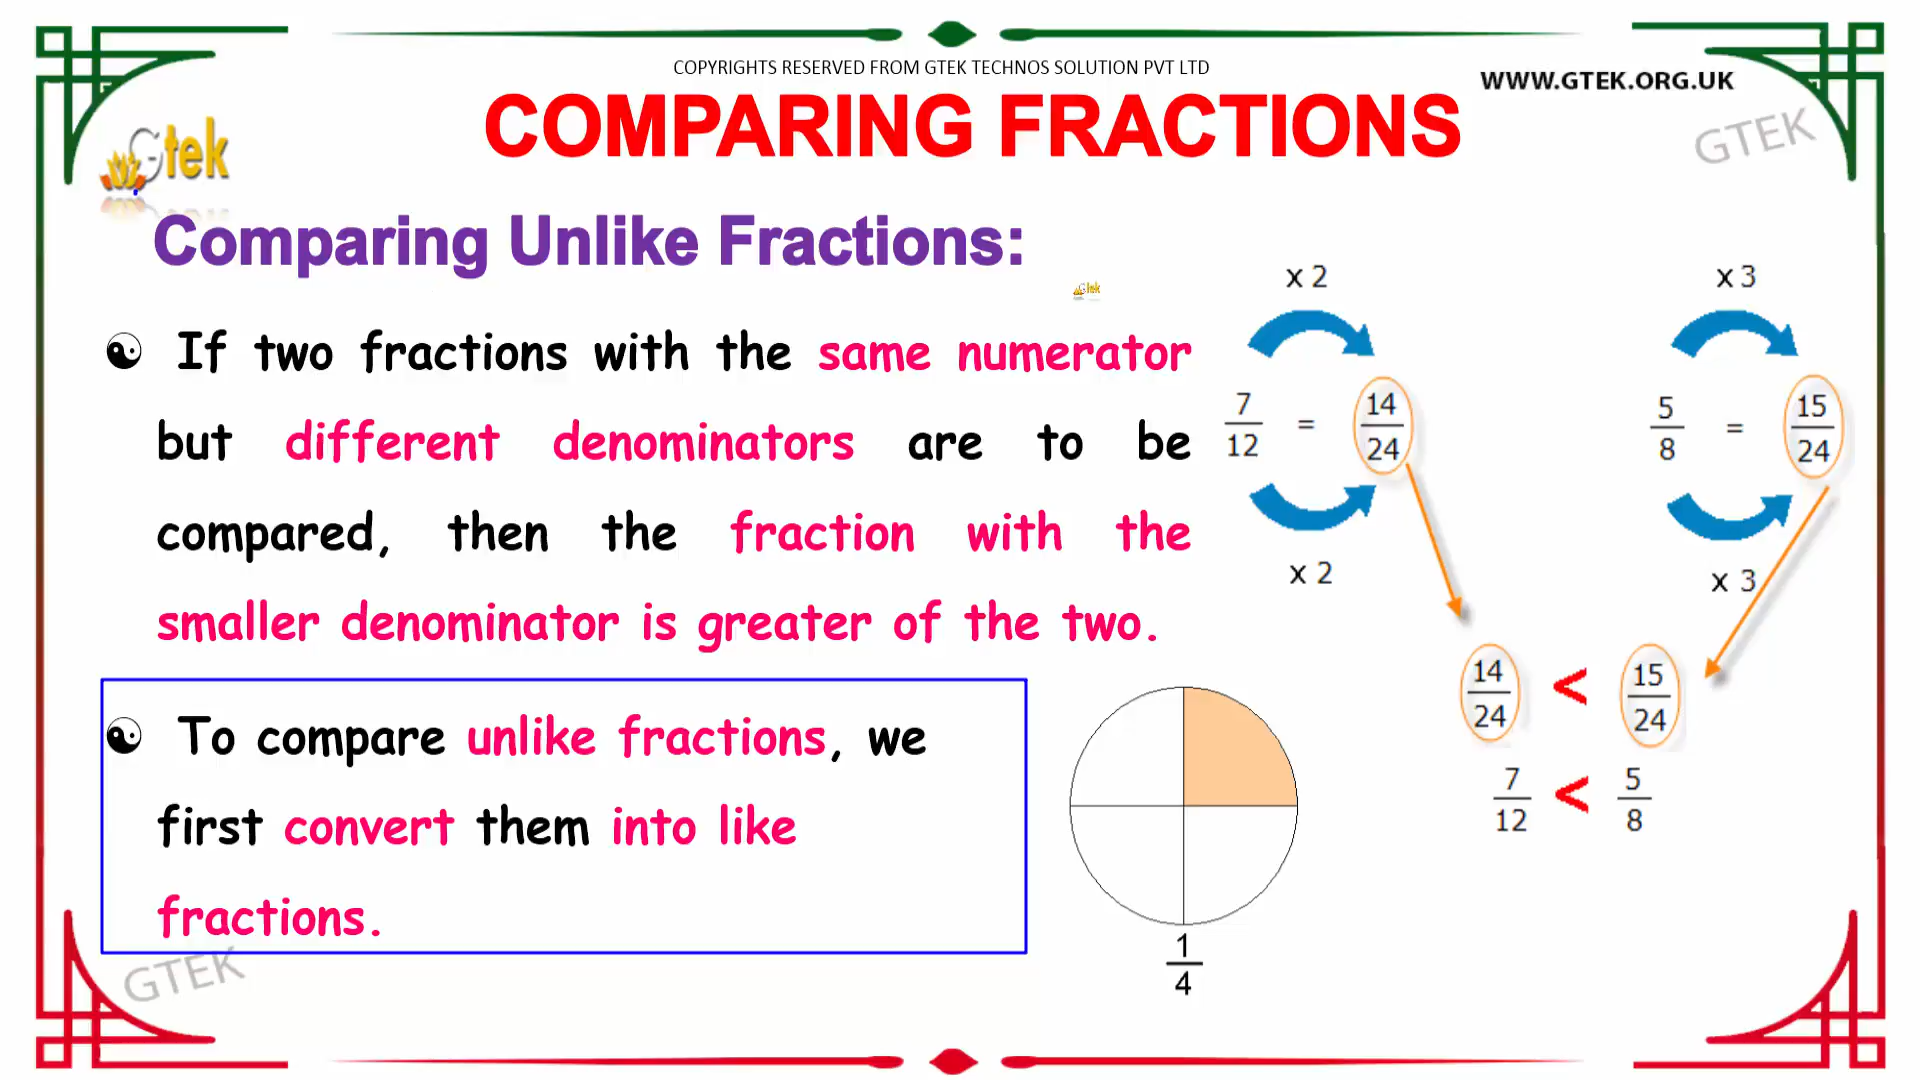 COPYRIGHTS RESERVED FROM GTEK TECHNOS SOLUTION PVT LTD
WWW.GTEK.ORG.UK
COMPARING FRACTIONS
GTEK
Gtek
Comparing Unlike Fractions:
Gtek
If two fractions with the same numerator
but different denominators are to be
compared, then the fraction with the
smaller denominator is greater of the two.
To compare unlike fractions, we
first convert them into like
fractions.
GTEK
x 2
x 3
7/12 = 14/24
5/8 = 15/24
x 2
x 3
14/24 < 15/24
7/12 < 5/8
1/4